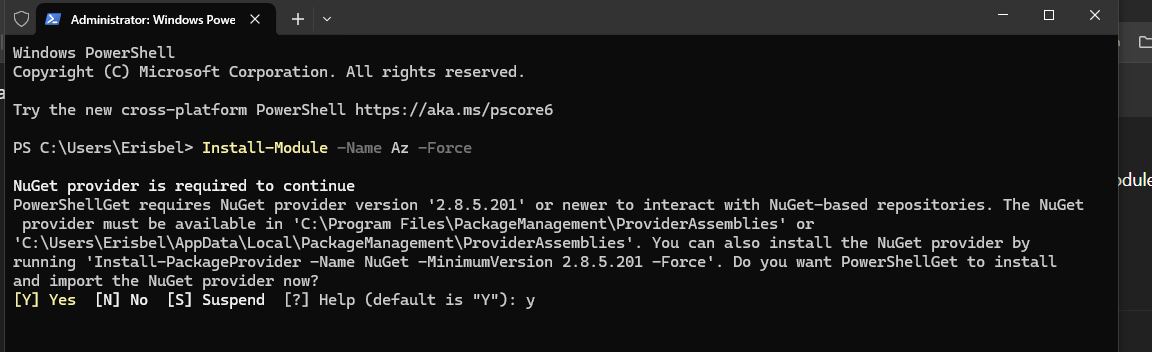 Administrator: Windows Powe
Windows PowerShell
Copyright (C) Microsoft Corporation. All rights reserved.
Try the new cross-platform PowerShell https://aka.ms/pscore6
PS C:\Users\Erisbel> Install-Module -Name Az -Force
NuGet provider is required to continue
PowerShellGet requires NuGet provider version '2.8.5.201' or newer to interact with NuGet-based repositories. The NuGet
provider must be available in 'C:\Program Files\PackageManagement\ProviderAssemblies' or
'C:\Users\Erisbel\AppData\Local\PackageManagement\ProviderAssemblies'. You can also install the NuGet provider by
running 'Install-PackageProvider -Name NuGet -MinimumVersion 2.8.5.201 -Force'. Do you want PowerShellGet to install
and import the NuGet provider now?
[Y] Yes  [N] No  [S] Suspend  [?] Help (default is "Y"): y